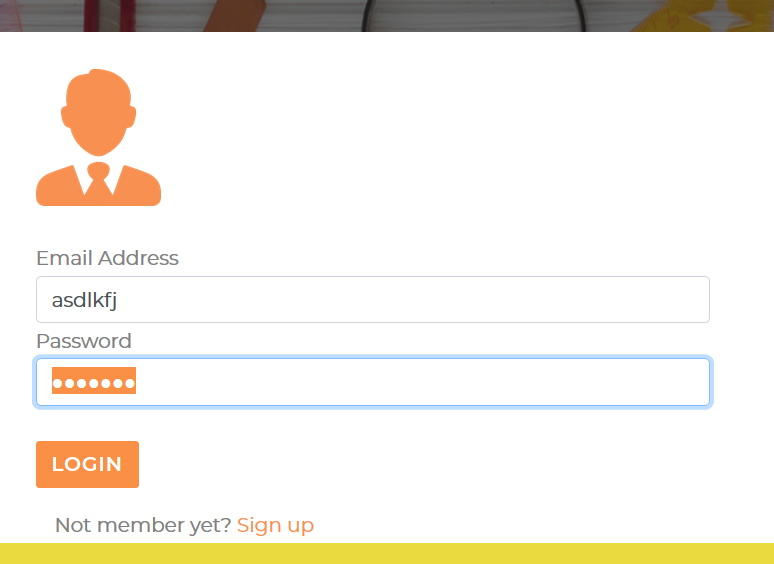 Email Address
asdlkfj
Password
•••••••
LOGIN
Not member yet? Sign up